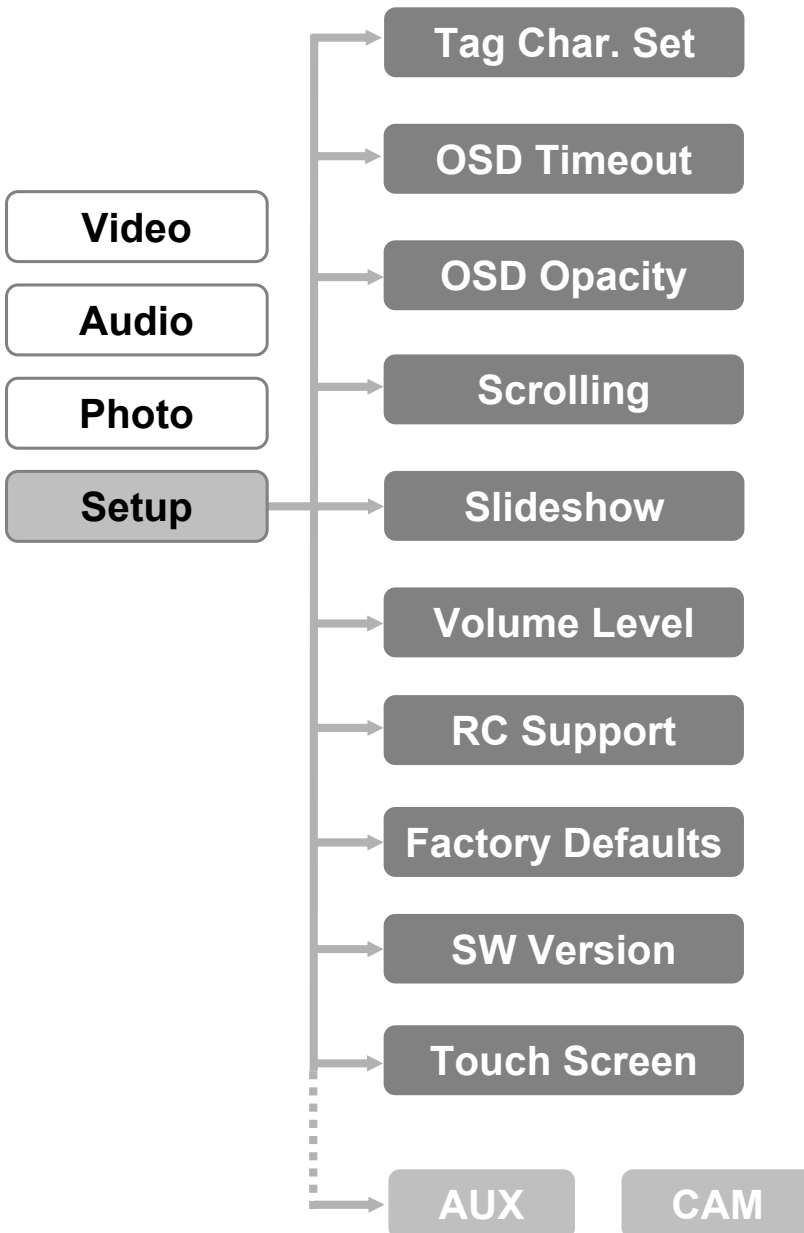 Video
Audio
Photo
Setup
Tag Char. Set
OSD Timeout
OSD Opacity
Scrolling
Slideshow
Volume Level
RC Support
Factory Defaults
SW Version
Touch Screen
AUX
CAM